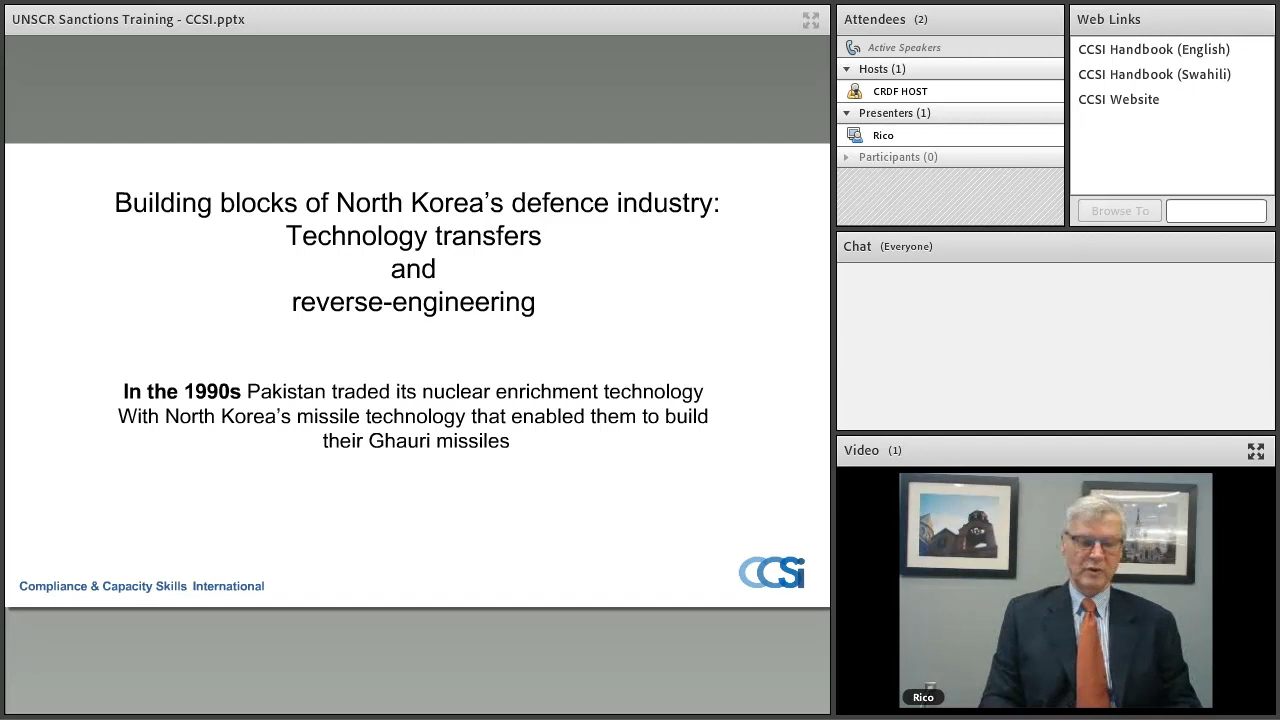 UNSCR Sanctions Training - CCSI.pptx
Building blocks of North Korea’s defence industry:
Technology transfers
and
reverse-engineering
In the 1990s Pakistan traded its nuclear enrichment technology
With North Korea’s missile technology that enabled them to build
their Ghauri missiles
Compliance & Capacity Skills International
CCSi
Attendees (2)
Active Speakers
Hosts (1)
CRDF HOST
Presenters (1)
Rico
Participants (0)
Web Links
CCSI Handbook (English)
CCSI Handbook (Swahili)
CCSI Website
Browse To
Chat (Everyone)
Video (1)
Rico